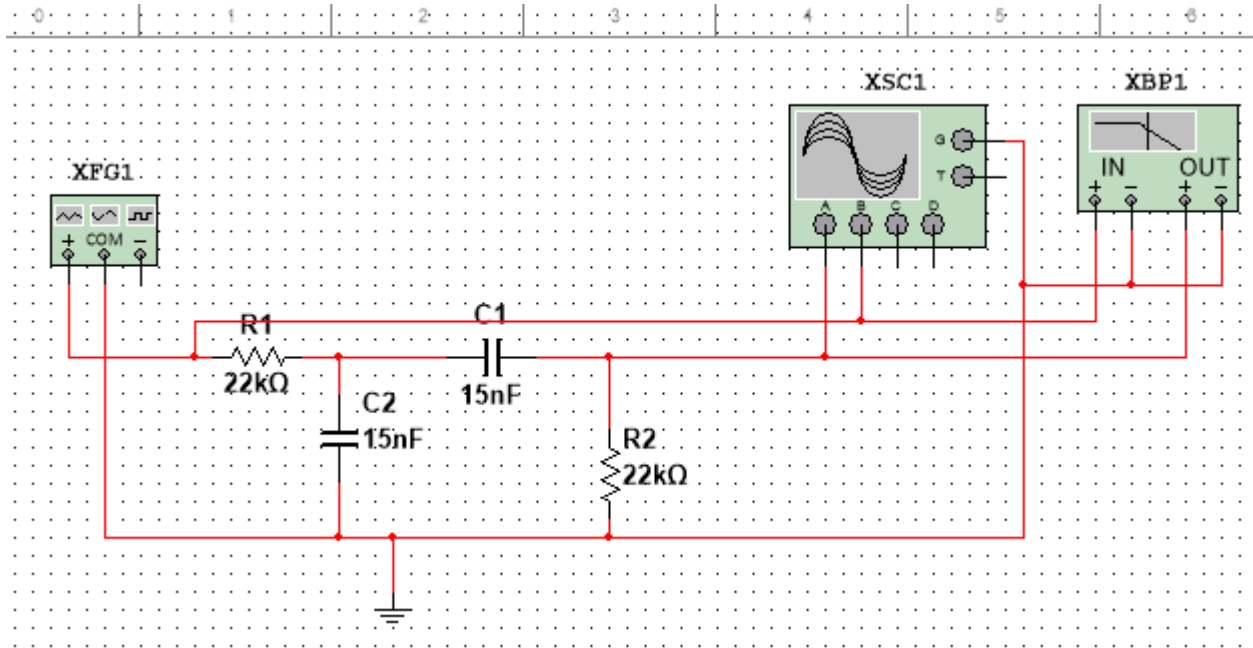 0 1 2 3 4 5 6
XSC1
XBP1
G
T
IN OUT
+ − + −
A B C D
XFG1
+ COM −
R1
22kΩ
C1
15nF
C2
15nF
R2
22kΩ